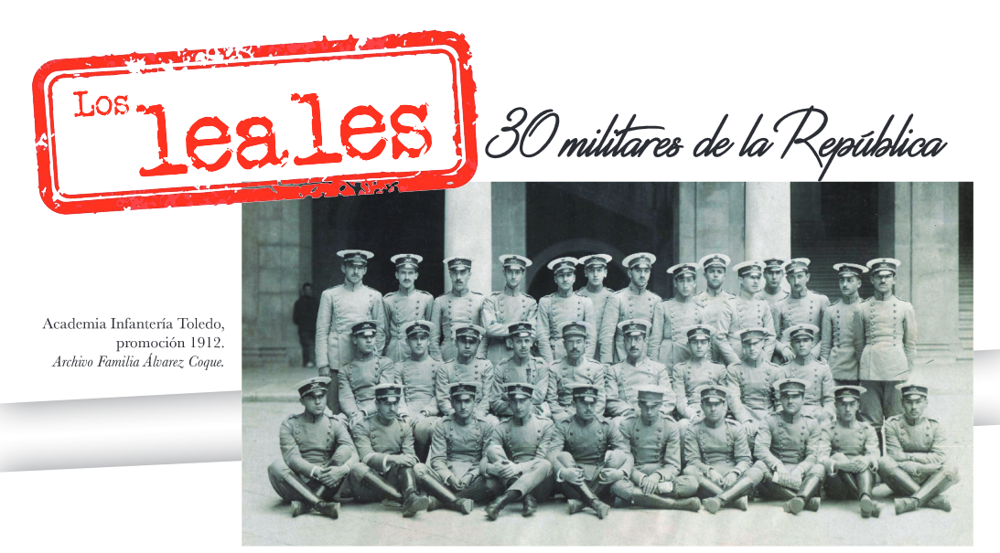 Los
leales
30 militares de la República
Academia Infantería Toledo,
promoción 1912.
Archivo Familia Álvarez Coque.